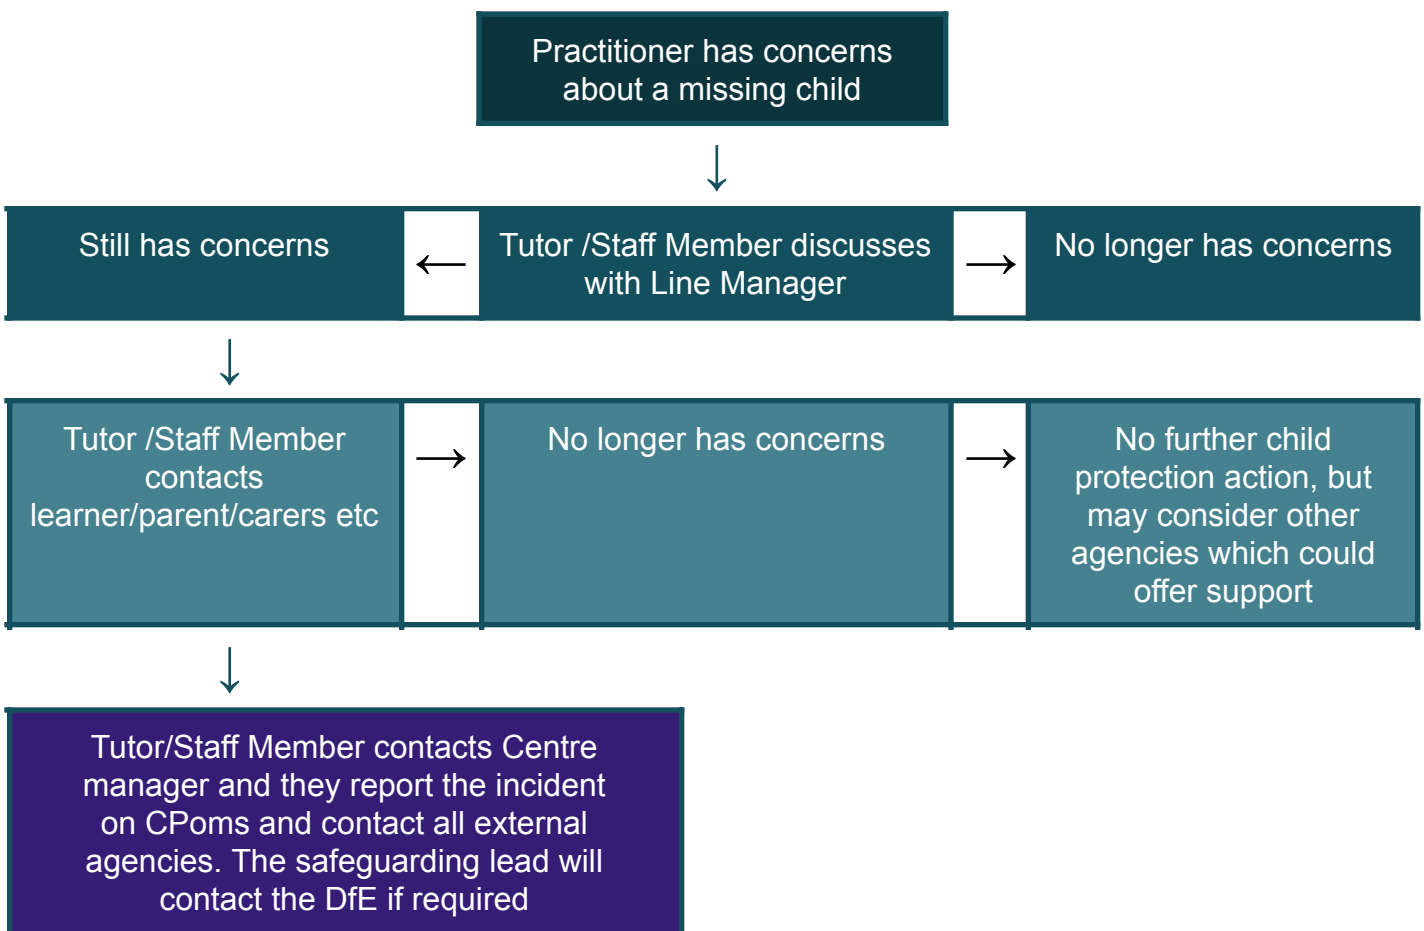 Practitioner has concerns
about a missing child
↓
Still has concerns
←
Tutor /Staff Member discusses
with Line Manager
→
No longer has concerns
↓
Tutor /Staff Member
contacts
learner/parent/carers etc
→
No longer has concerns
→
No further child
protection action, but
may consider other
agencies which could
offer support
↓
Tutor/Staff Member contacts Centre
manager and they report the incident
on CPoms and contact all external
agencies. The safeguarding lead will
contact the DfE if required